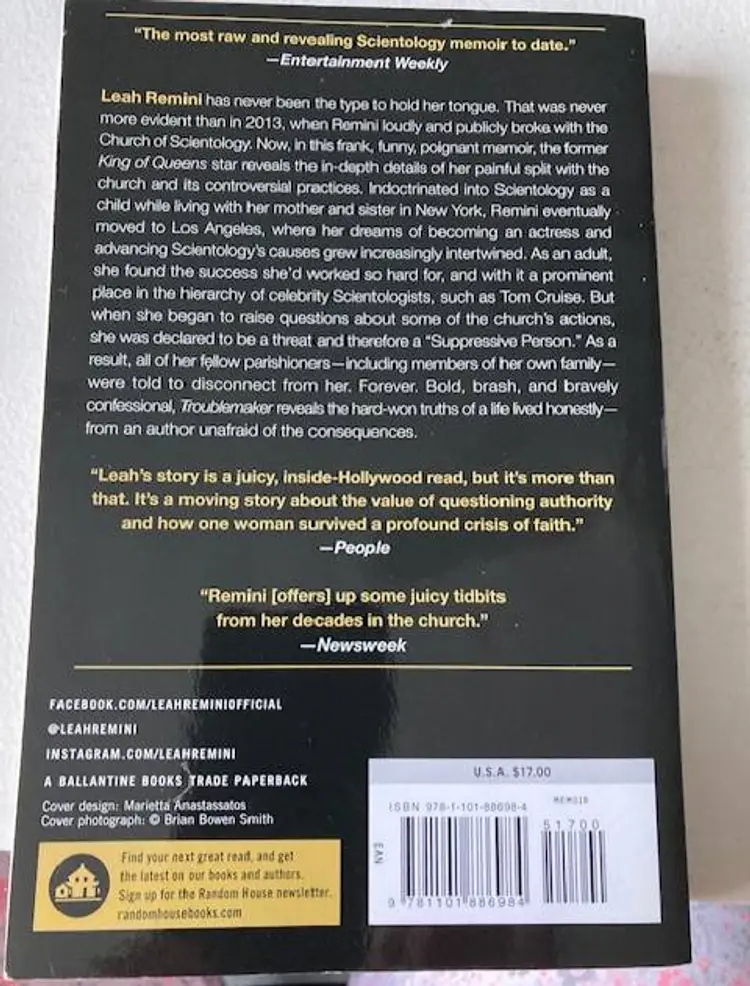 “The most raw and revealing Scientology memoir to date.”
—Entertainment Weekly
Leah Remini has never been the type to hold her tongue. That was never
more evident than in 2013, when Remini loudly and publicly broke with the
Church of Scientology. Now, in this frank, funny, poignant memoir, the former
King of Queens star reveals the in-depth details of her painful split with the
church and its controversial practices. Indoctrinated into Scientology as a
child while living with her mother and sister in New York, Remini eventually
moved to Los Angeles, where her dreams of becoming an actress and
advancing Scientology’s causes grew increasingly intertwined. As an adult,
she found the success she’d worked so hard for, and with it a prominent
place in the hierarchy of celebrity Scientologists, such as Tom Cruise. But
when she began to raise questions about some of the church’s actions,
she was declared to be a threat and therefore a “Suppressive Person.” As a
result, all of her fellow parishioners—including members of her own family—
were told to disconnect from her. Forever. Bold, brash, and bravely
confessional, Troublemaker reveals the hard-won truths of a life lived honestly—
from an author unafraid of the consequences.
“Leah’s story is a juicy, inside-Hollywood read, but it’s more than
that. It’s a moving story about the value of questioning authority
and how one woman survived a profound crisis of faith.”
—People
“Remini [offers] up some juicy tidbits
from her decades in the church.”
—Newsweek
FACEBOOK.COM/LEAHREMINIOFFICIAL
@LEAHREMINI
INSTAGRAM.COM/LEAHREMINI
A BALLANTINE BOOKS TRADE PAPERBACK
Cover design: Marietta Anastassatos
Cover photograph: © Brian Bowen Smith
Find your next great read, and get
the latest on our books and authors.
Sign up for the Random House newsletter.
randomhousebooks.com
U.S.A. $17.00
MEMOIR
ISBN 978-1-101-88698-4
51700
EAN
9 781101 886984